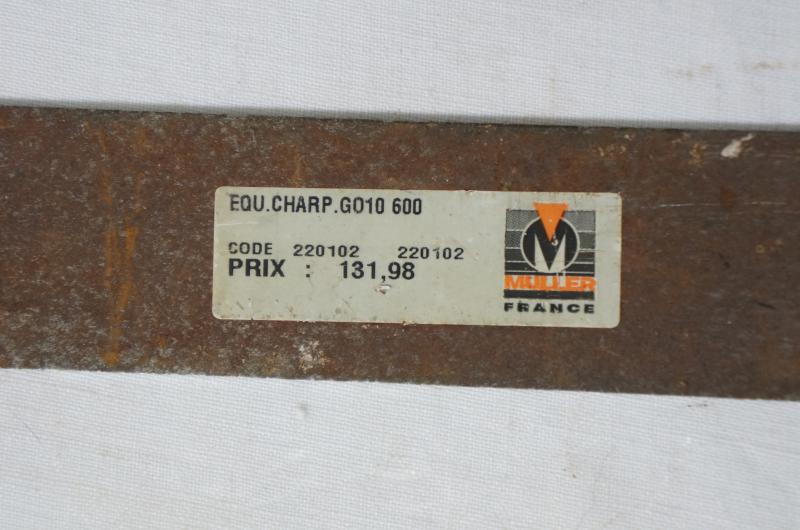 EQU.CHARP.GO10 600
CODE 220102 220102
PRIX : 131,98
M
MULLER
FRANCE